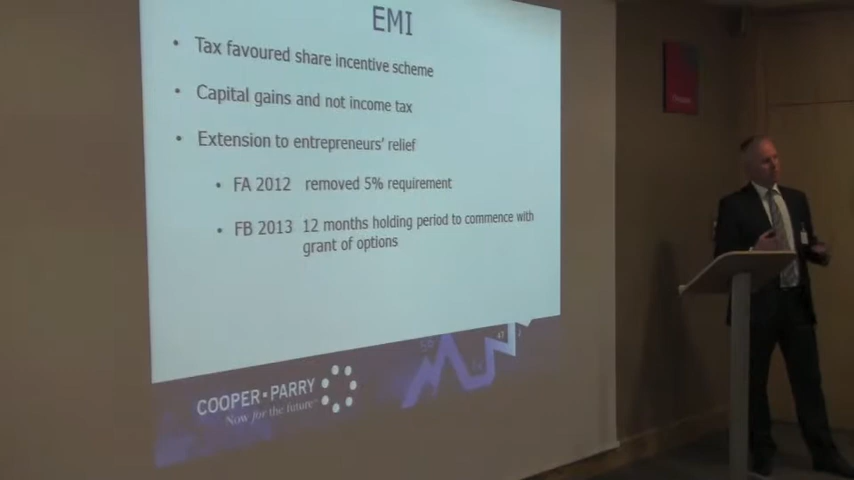 EMI
• Tax favoured share incentive scheme
• Capital gains and not income tax
• Extension to entrepreneurs' relief
• FA 2012 removed 5% requirement
• FB 2013 12 months holding period to commence with
grant of options
COOPER•PARRY
Now for the future